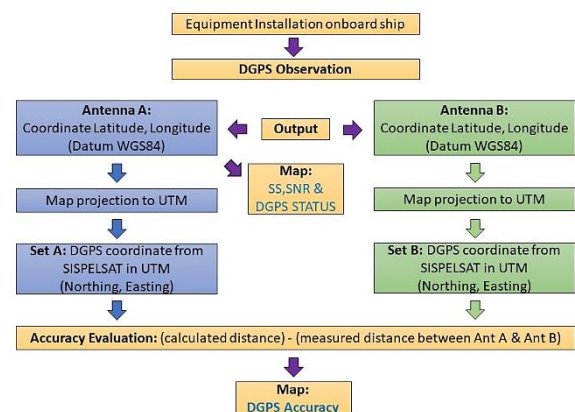 Equipment Installation onboard ship
DGPS Observation
Antenna A:
Coordinate Latitude, Longitude
(Datum WGS84)
Output
Antenna B:
Coordinate Latitude, Longitude
(Datum WGS84)
Map:
SS,SNR &
DGPS STATUS
Map projection to UTM
Map projection to UTM
Set A: DGPS coordinate from
SISPELSAT in UTM
(Northing, Easting)
Set B: DGPS coordinate from
SISPELSAT in UTM
(Northing, Easting)
Accuracy Evaluation: (calculated distance) - (measured distance between Ant A & Ant B)
Map:
DGPS Accuracy